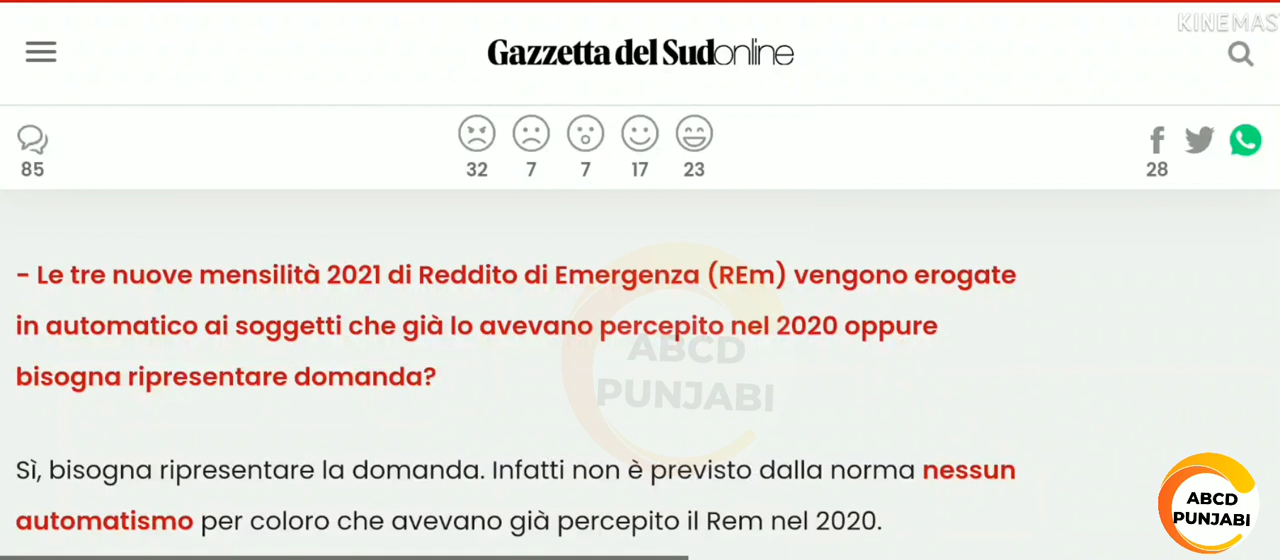 KINEMAS
Gazzetta del Sudonline
85
32 7 7 17 23
28
- Le tre nuove mensilità 2021 di Reddito di Emergenza (REm) vengono erogate
in automatico ai soggetti che già lo avevano percepito nel 2020 oppure
bisogna ripresentare domanda?
ABCD
PUNJABI
Sì, bisogna ripresentare la domanda. Infatti non è previsto dalla norma nessun
automatismo per coloro che avevano già percepito il Rem nel 2020.
ABCD
PUNJABI